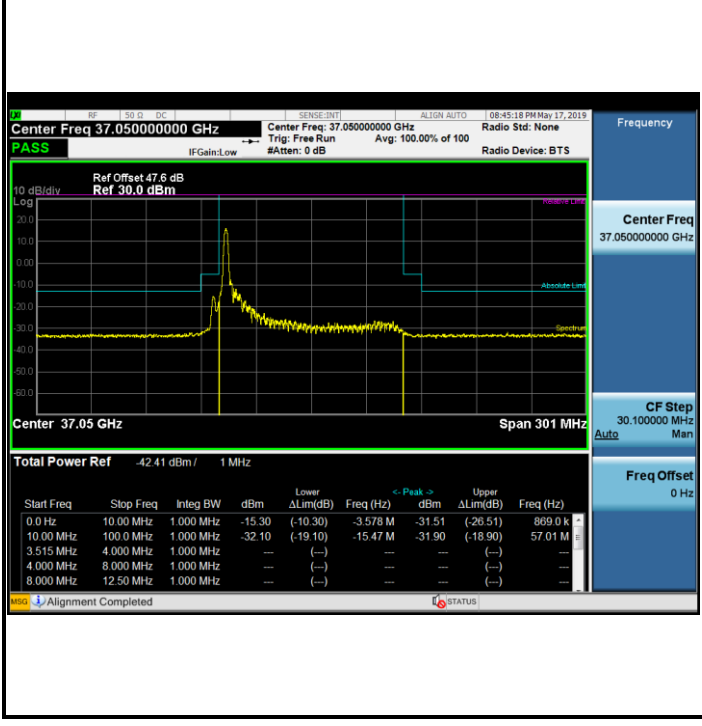 RF 50 Ω DC SENSE:INT ALIGN AUTO 08:45:18 PM May 17, 2019
Center Freq 37.050000000 GHz
Center Freq: 37.050000000 GHz Radio Std: None
Trig: Free Run Avg: 100.00% of 100
PASS IFGain:Low #Atten: 0 dB Radio Device: BTS
Frequency
Ref Offset 47.6 dB
10 dB/div Ref 30.0 dBm
Log
Relative Limit
20.0
10.0
0.00
-10.0
Absolute Limit
-20.0
-30.0
Spectrum
-40.0
-50.0
-60.0
Center 37.05 GHz Span 301 MHz
Center Freq
37.050000000 GHz
CF Step
30.100000 MHz
Auto Man
Freq Offset
0 Hz
Total Power Ref -42.41 dBm / 1 MHz
Lower <- Peak -> Upper
Start Freq Stop Freq Integ BW dBm ΔLim(dB) Freq (Hz) dBm ΔLim(dB) Freq (Hz)
0.0 Hz 10.00 MHz 1.000 MHz -15.30 (-10.30) -3.578 M -31.51 (-26.51) 869.0 k
10.00 MHz 100.0 MHz 1.000 MHz -32.10 (-19.10) -15.47 M -31.90 (-18.90) 57.01 M
3.515 MHz 4.000 MHz 1.000 MHz --- (---) --- --- (---) ---
4.000 MHz 8.000 MHz 1.000 MHz --- (---) --- --- (---) ---
8.000 MHz 12.50 MHz 1.000 MHz --- (---) --- --- (---) ---
MSG Alignment Completed STATUS